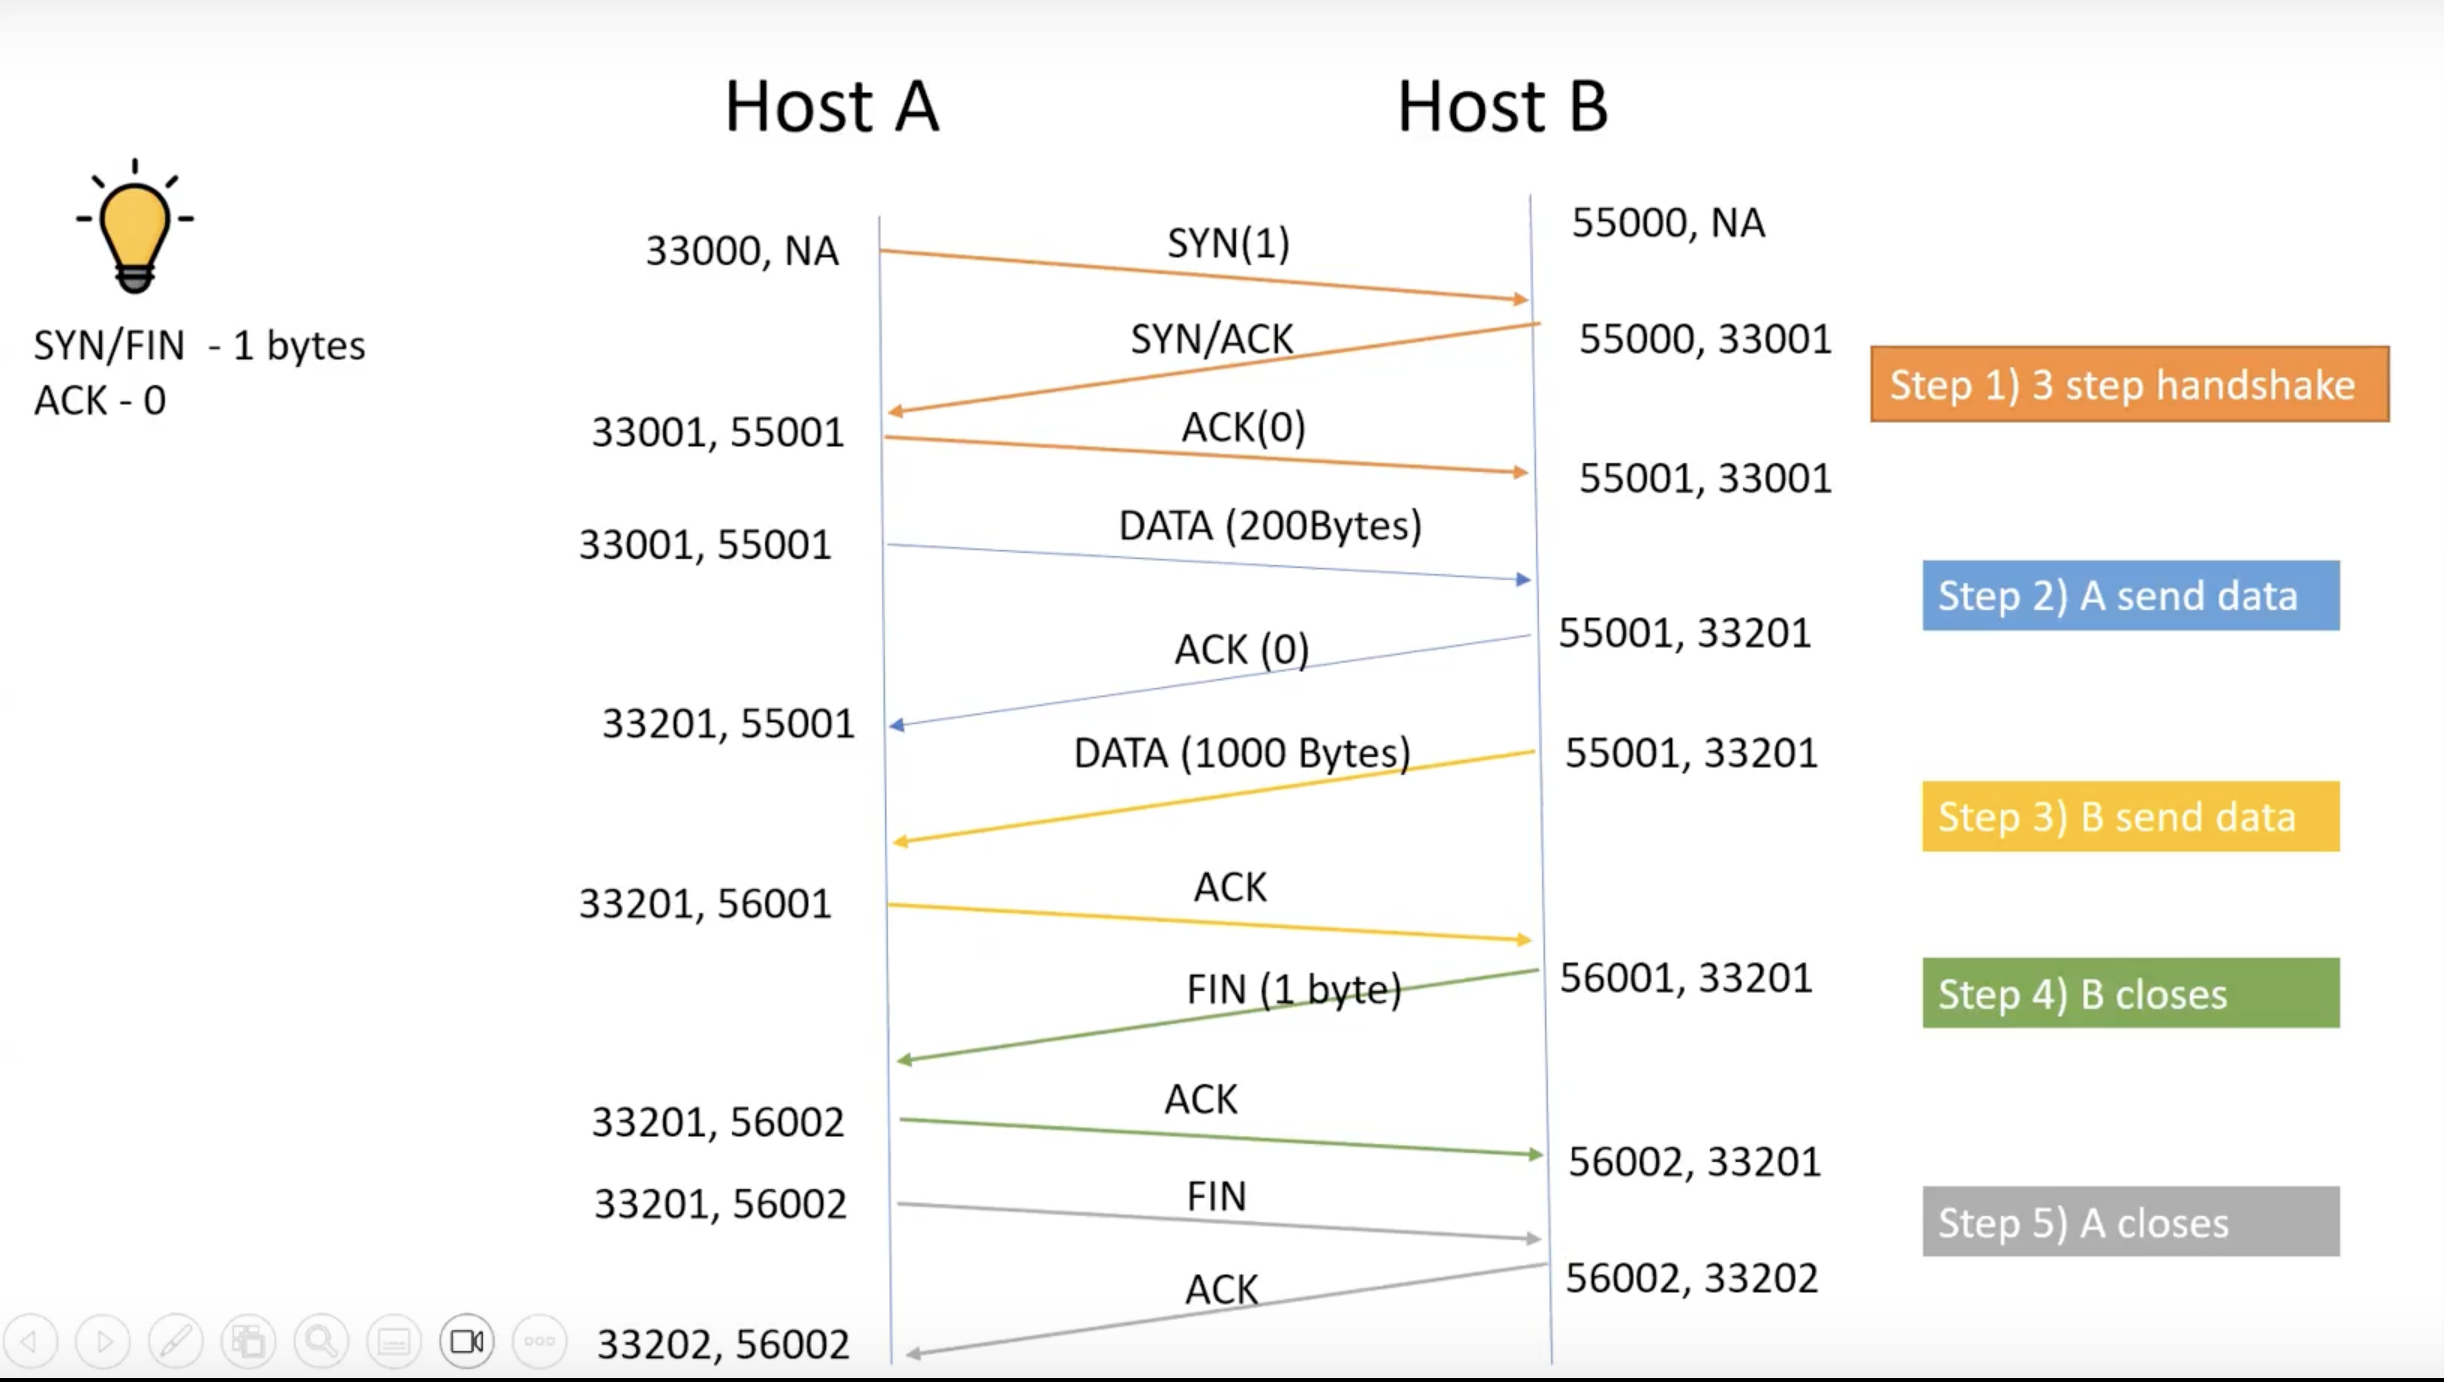 Host A
Host B
SYN/FIN - 1 bytes
ACK - 0
55000, NA
33000, NA
SYN(1)
SYN/ACK
55000, 33001
Step 1) 3 step handshake
33001, 55001
ACK(0)
55001, 33001
33001, 55001
DATA (200Bytes)
Step 2) A send data
ACK (0)
55001, 33201
33201, 55001
DATA (1000 Bytes)
55001, 33201
Step 3) B send data
33201, 56001
ACK
FIN (1 byte)
56001, 33201
Step 4) B closes
33201, 56002
ACK
56002, 33201
33201, 56002
FIN
Step 5) A closes
ACK
56002, 33202
33202, 56002